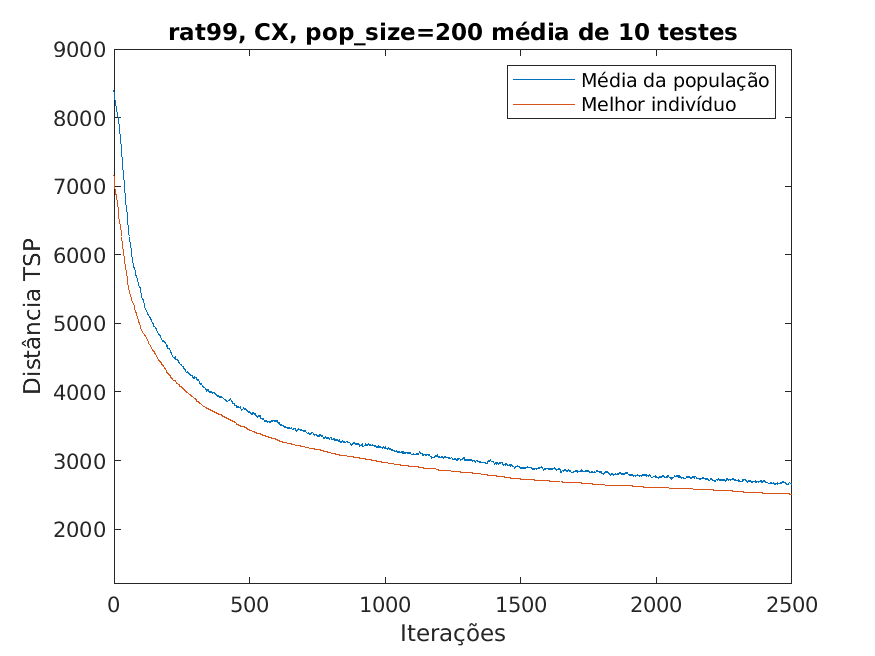 rat99, CX, pop_size=200 média de 10 testes
Média da população
Melhor indivíduo
Distância TSP
9000
8000
7000
6000
5000
4000
3000
2000
0 500 1000 1500 2000 2500
Iterações